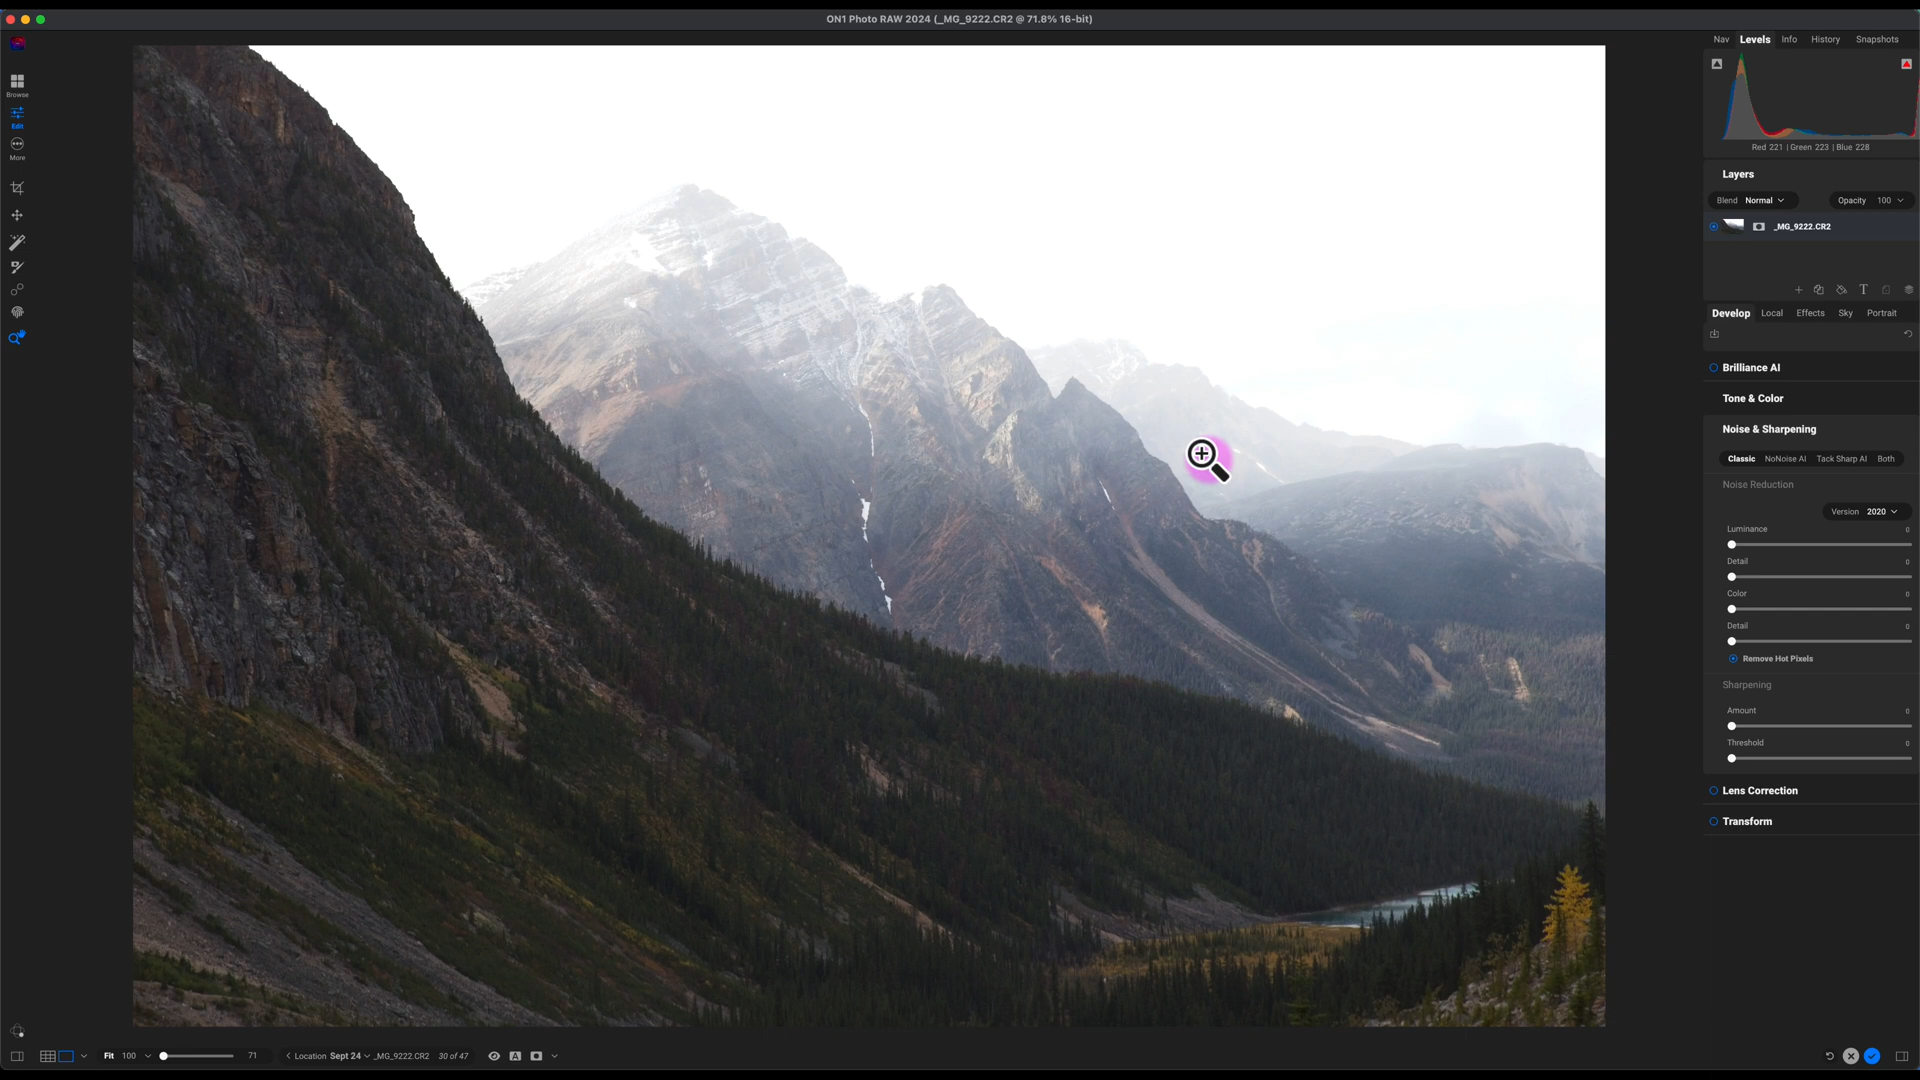 ON1 Photo RAW 2024 (_MG_9222.CR2 @ 71.8% 16-bit)
Nav Levels Info History Snapshots
Browse
Edit
More
Red 221 | Green 223 | Blue 228
Layers
Blend Normal Opacity 100
_MG_9222.CR2
T
Develop Local Effects Sky Portrait
Brilliance AI
Tone & Color
Noise & Sharpening
Classic NoNoise AI Tack Sharp AI Both
Noise Reduction
Version 2020
Luminance 0
Detail 0
Color 0
Detail 0
Remove Hot Pixels
Sharpening
Amount 0
Threshold 0
Lens Correction
Transform
Fit 100 71 Location Sept 24 _MG_9222.CR2 30 of 47 A